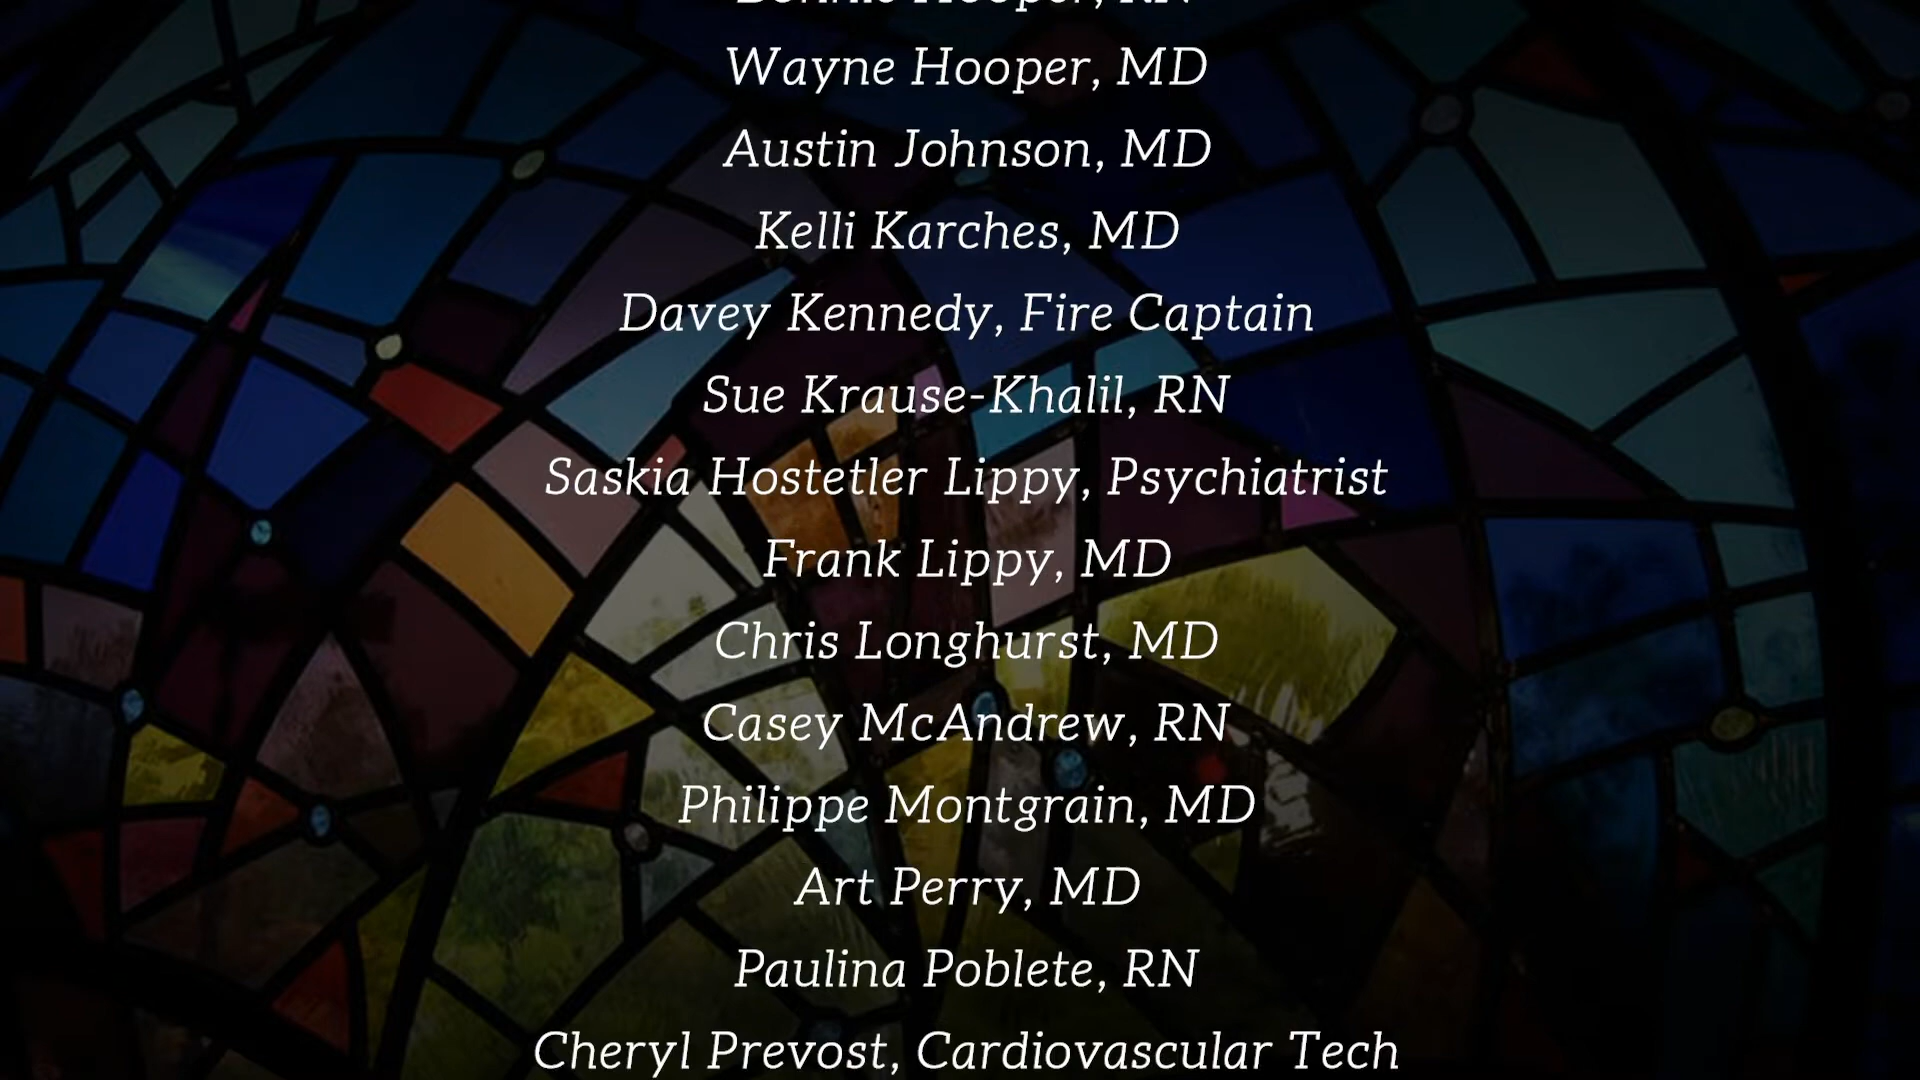 Hooper, RN
Wayne Hooper, MD
Austin Johnson, MD
Kelli Karches, MD
Davey Kennedy, Fire Captain
Sue Krause-Khalil, RN
Saskia Hostetler Lippy, Psychiatrist
Frank Lippy, MD
Chris Longhurst, MD
Casey McAndrew, RN
Philippe Montgrain, MD
Art Perry, MD
Paulina Poblete, RN
Cheryl Prevost, Cardiovascular Tech